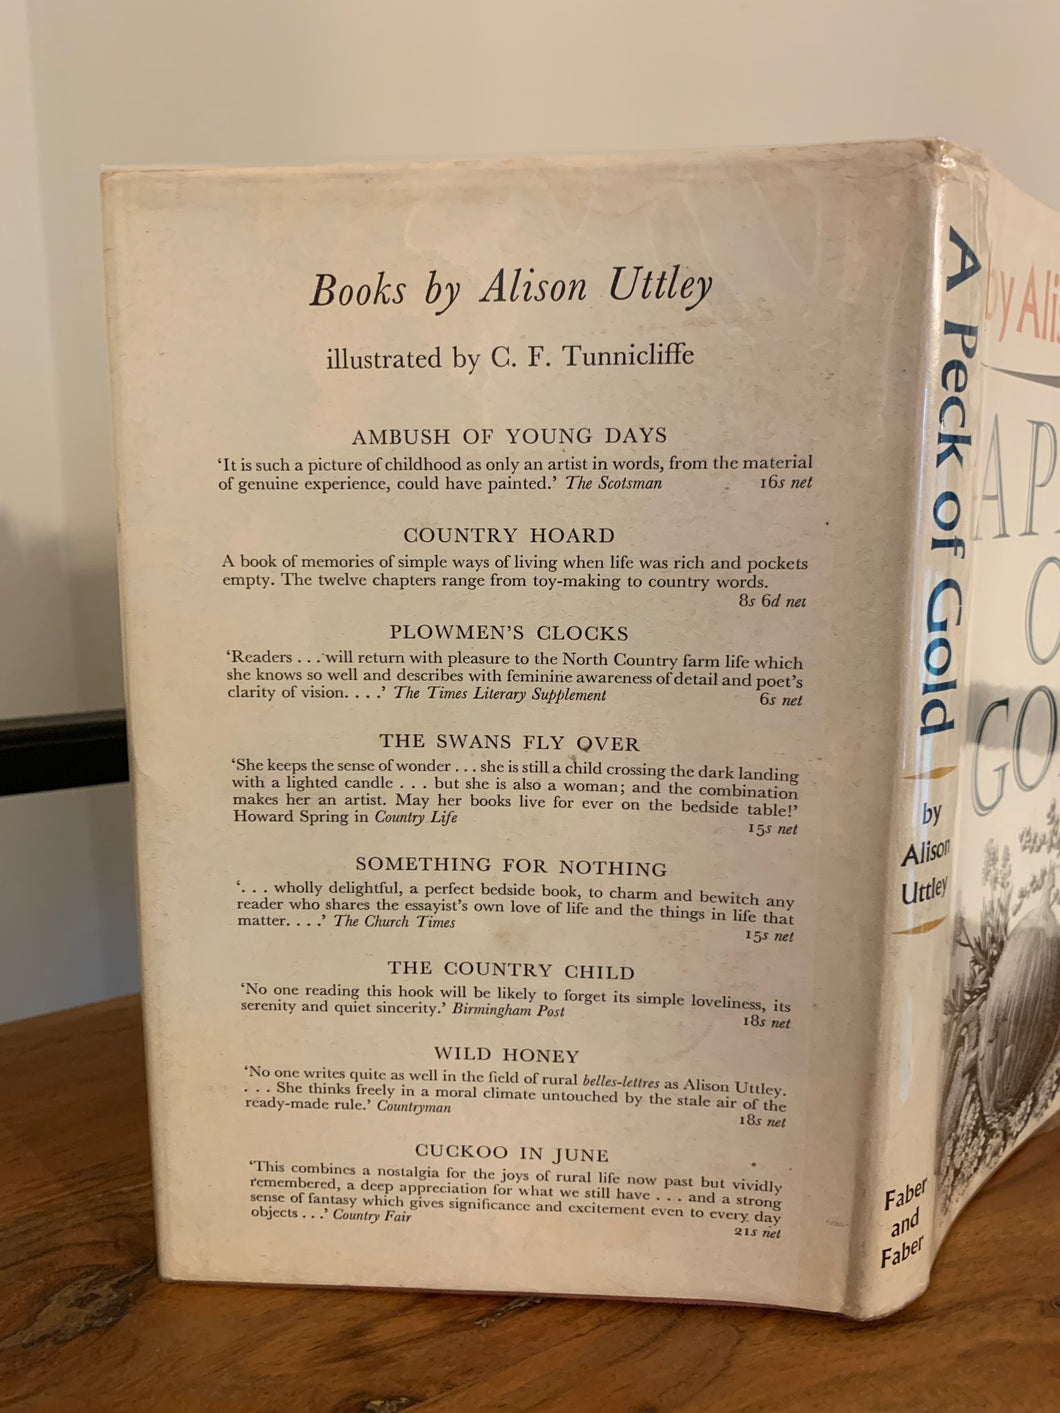 Books by Alison Uttley
illustrated by C. F. Tunnicliffe
AMBUSH OF YOUNG DAYS
‘It is such a picture of childhood as only an artist in words, from the material
of genuine experience, could have painted.’ The Scotsman 16s net
COUNTRY HOARD
A book of memories of simple ways of living when life was rich and pockets
empty. The twelve chapters range from toy-making to country words.
8s 6d net
PLOWMEN’S CLOCKS
‘Readers . . . will return with pleasure to the North Country farm life which
she knows so well and describes with feminine awareness of detail and poet’s
clarity of vision. . . .’ The Times Literary Supplement 6s net
THE SWANS FLY OVER
‘She keeps the sense of wonder . . . she is still a child crossing the dark landing
with a lighted candle . . . but she is also a woman; and the combination
makes her an artist. May her books live for ever on the bedside table!’
Howard Spring in Country Life 15s net
SOMETHING FOR NOTHING
‘. . . wholly delightful, a perfect bedside book, to charm and bewitch any
reader who shares the essayist’s own love of life and the things in life that
matter. . . .’ The Church Times 15s net
THE COUNTRY CHILD
‘No one reading this hook will be likely to forget its simple loveliness, its
serenity and quiet sincerity.’ Birmingham Post 18s net
WILD HONEY
‘No one writes quite as well in the field of rural belles-lettres as Alison Uttley.
. . . She thinks freely in a moral climate untouched by the stale air of the
ready-made rule.’ Countryman 18s net
CUCKOO IN JUNE
‘This combines a nostalgia for the joys of rural life now past but vividly
remembered, a deep appreciation for what we still have . . . and a strong
sense of fantasy which gives significance and excitement even to every day
objects . . .’ Country Fair 21s net
A Peck of Gold
by
Alison
Uttley
Faber
and
Faber
by Alis
A P
GO